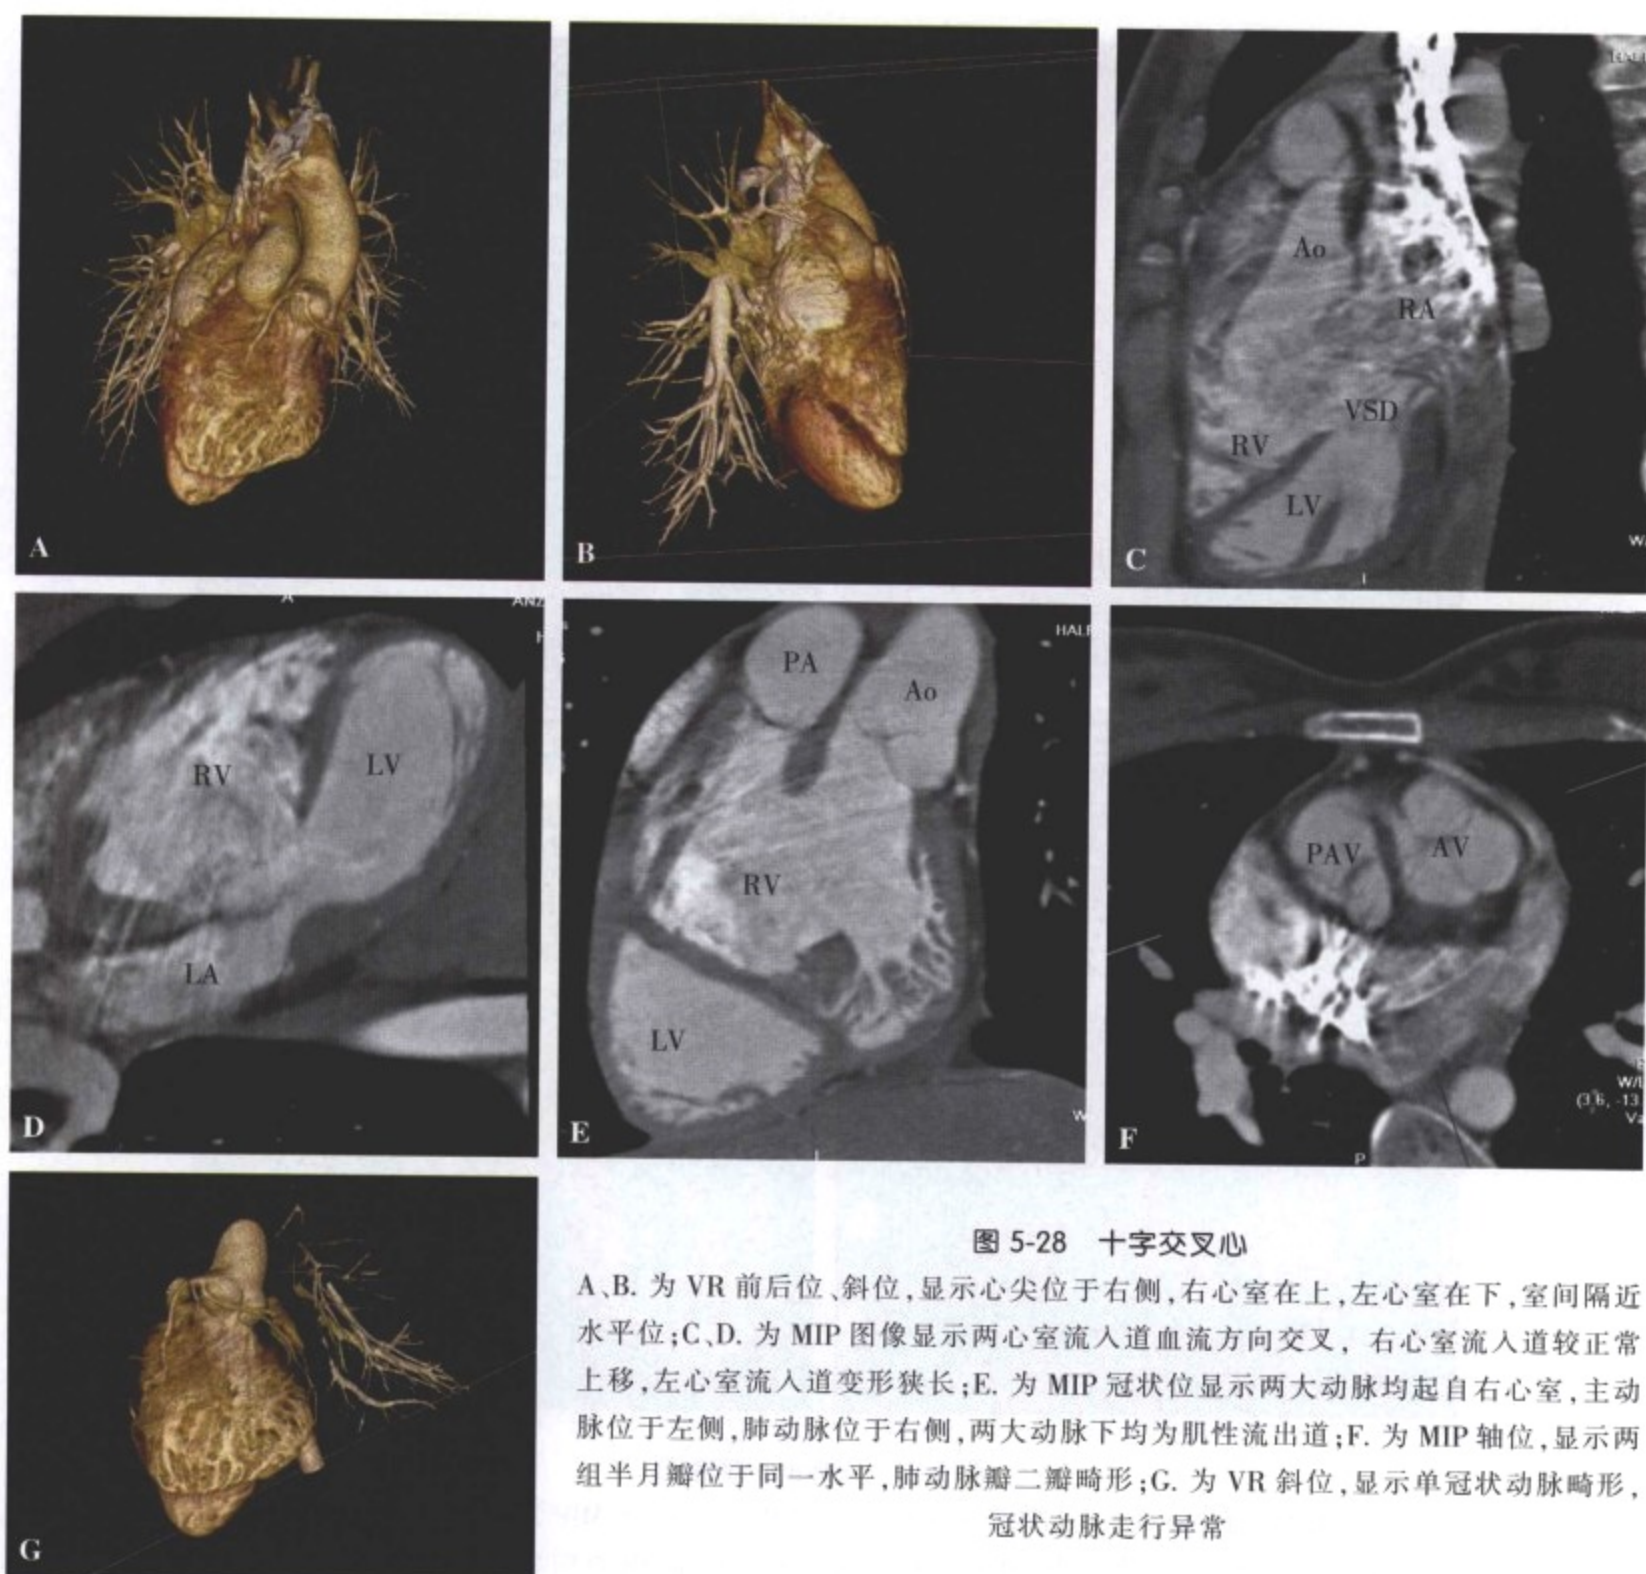 A
B
C
Ao
RA
VSD
RV
LV
A
RV
LV
LA
D
PA
Ao
RV
LV
E
PAV
AV
(3.6, -13.
P
F
G
图 5-28 十字交叉心
A、B. 为 VR 前后位、斜位,显示心尖位于右侧,右心室在上,左心室在下,室间隔近
水平位;C、D. 为 MIP 图像显示两心室流入道血流方向交叉, 右心室流入道较正常
上移,左心室流入道变形狭长;E. 为 MIP 冠状位显示两大动脉均起自右心室,主动
脉位于左侧,肺动脉位于右侧,两大动脉下均为肌性流出道;F. 为 MIP 轴位,显示两
组半月瓣位于同一水平,肺动脉瓣二瓣畸形;G. 为 VR 斜位,显示单冠状动脉畸形,
冠状动脉走行异常